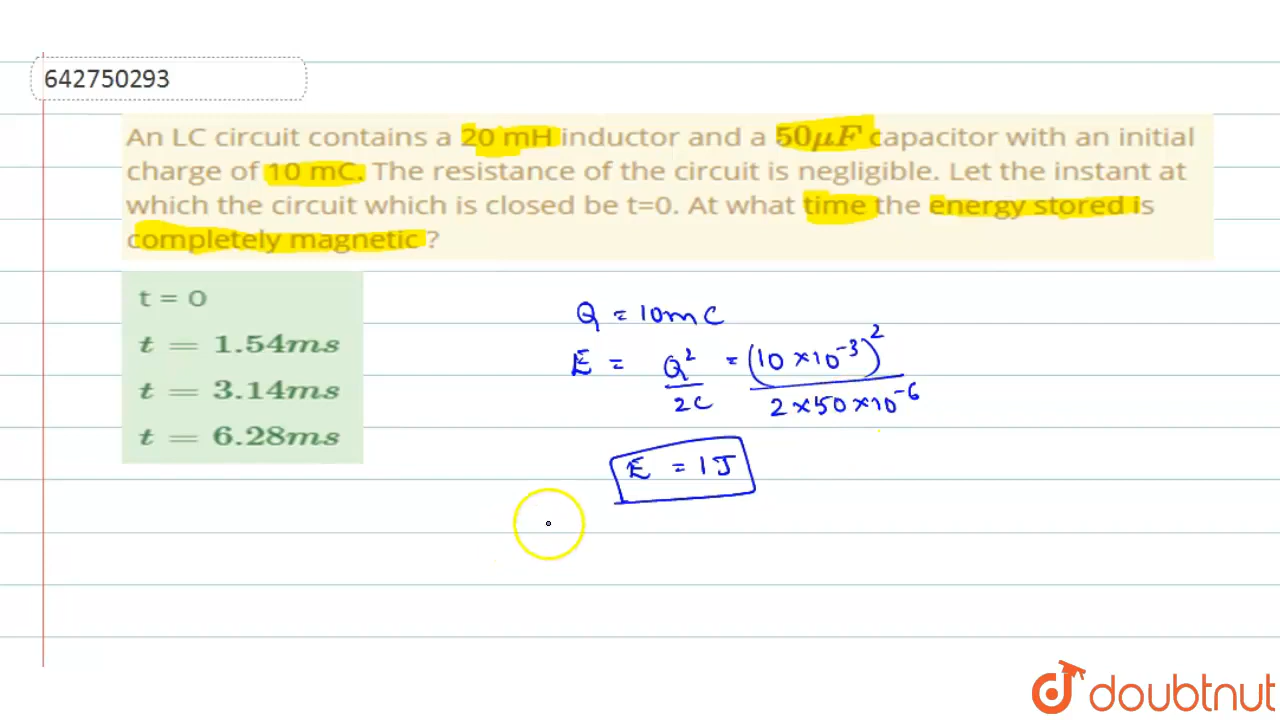 642750293
An LC circuit contains a 20 mH inductor and a 50μF capacitor with an initial
charge of 10 mC. The resistance of the circuit is negligible. Let the instant at
which the circuit which is closed be t=0. At what time the energy stored is
completely magnetic ?
t = 0
t = 1.54ms
t = 3.14ms
t = 6.28ms
Q = 10mC
E = Q²/2C = (10×10⁻³)²/2×50×10⁻⁶
E = 1J
doubtnut